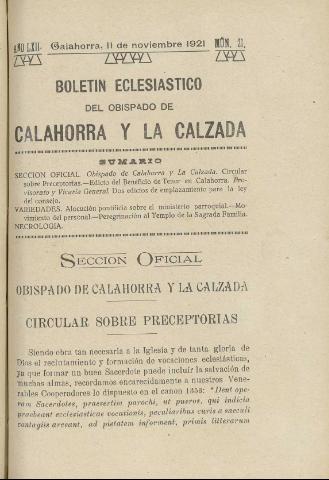 AÑO LXII. Calahorra, 11 de noviembre 1921 NÚM. 21.
BOLETIN ECLESIASTICO
DEL OBISPADO DE
CALAHORRA Y LA CALZADA
SUMARIO
SECCION OFICIAL. Obispado de Calahorra y La Calzada. Circular
sobre Preceptorias.—Edicto del Beneficio de Tenor en Calahorra. Pro-
visorato y Vicaría General Dos edictos de emplazamiento para la ley
del consejo.
VARIEDADES. Alocución pontificia sobre el ministerio parroquial.—Mo-
vimiento del personal.—Peregrinación al Templo de la Sagrada Familia.
NECROLOGIA.
SECCION OFICIAL
OBISPADO DE CALAHORRA Y LA CALZADA
CIRCULAR SOBRE PRECEPTORIAS
Siendo obra tan necesaria a la Iglesia y de tanta gloria de
Dios el reclutamiento y formación de vocaciones eclesiásticas,
ya que formar un buen Sacerdote puede incluir la salvación de
muchas almas, recordamos encarecidamente a nuestros Vene-
rables Cooperadores lo dispuesto en el canon 1353: "Dent ope-
ram Sacerdotes, praesertim parochi, ut pueros, qui indicia
praebeant ecclesiasticae vocationis, peculiaribus curis a saeculi
contagiis arceant, ad pietatem informent, primis litterarum